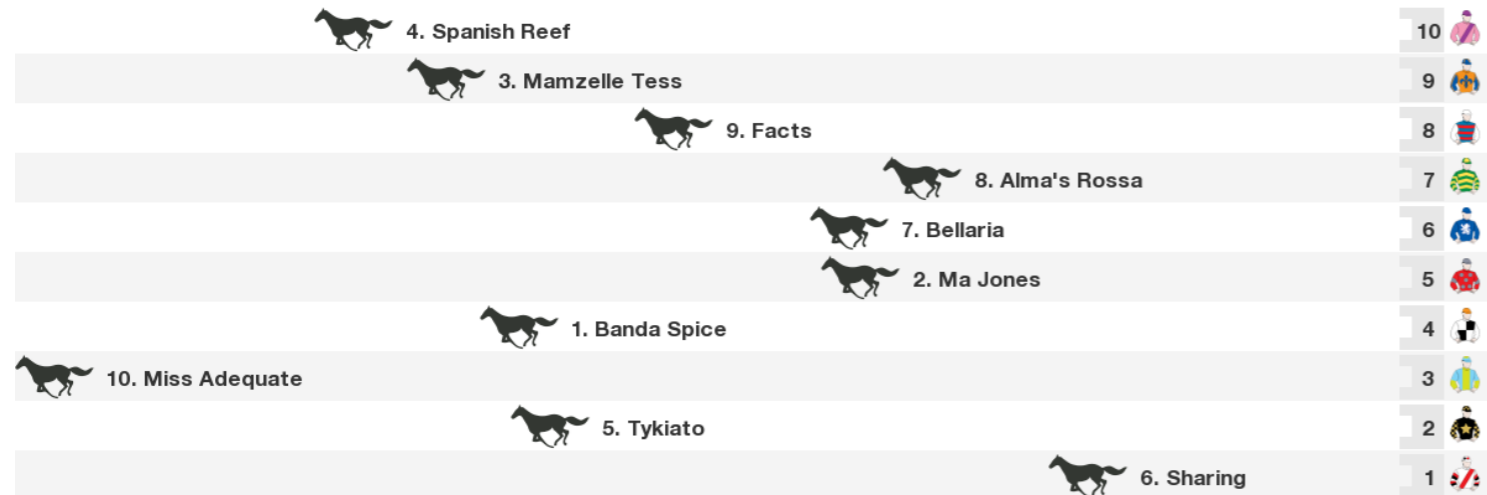 4. Spanish Reef 10
3. Mamzelle Tess 9
9. Facts 8
8. Alma's Rossa 7
7. Bellaria 6
2. Ma Jones 5
1. Banda Spice 4
10. Miss Adequate 3
5. Tykiato 2
6. Sharing 1